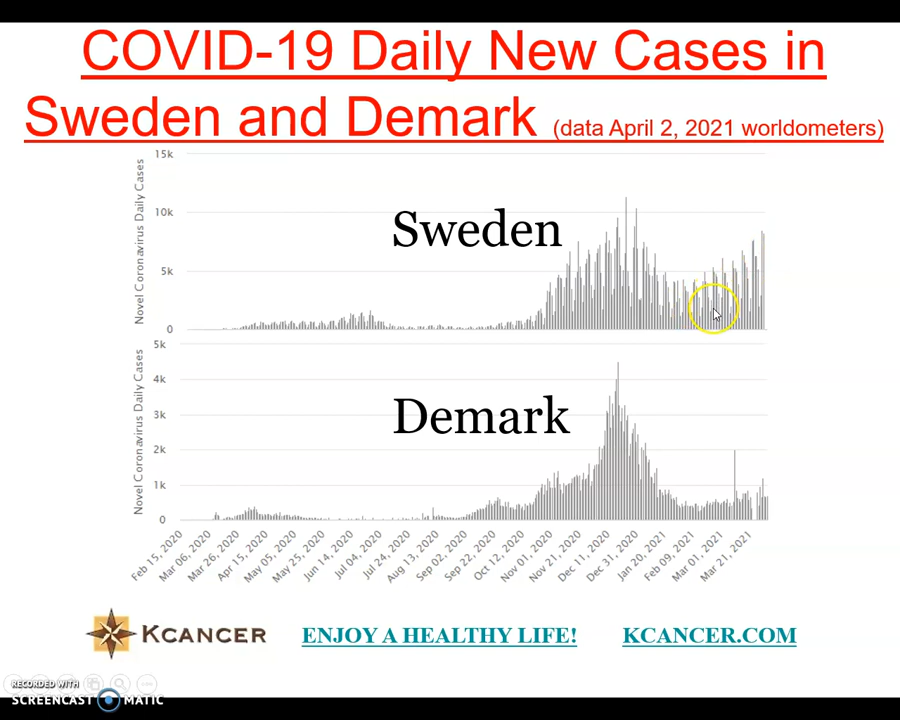 COVID-19 Daily New Cases in
Sweden and Demark (data April 2, 2021 worldometers)
Novel Coronavirus Daily Cases
15k
10k
5k
0
Sweden
Novel Coronavirus Daily Cases
5k
4k
3k
2k
1k
0
Demark
Feb 15, 2020
Mar 06, 2020
Mar 26, 2020
Apr 15, 2020
May 05, 2020
May 25, 2020
Jun 14, 2020
Jul 04, 2020
Jul 24, 2020
Aug 13, 2020
Sep 02, 2020
Sep 22, 2020
Oct 12, 2020
Nov 01, 2020
Nov 21, 2020
Dec 11, 2020
Dec 31, 2020
Jan 20, 2021
Feb 09, 2021
Mar 01, 2021
Mar 21, 2021
KCANCER
ENJOY A HEALTHY LIFE!
KCANCER.COM
RECORDED WITH
SCREENCAST MATIC